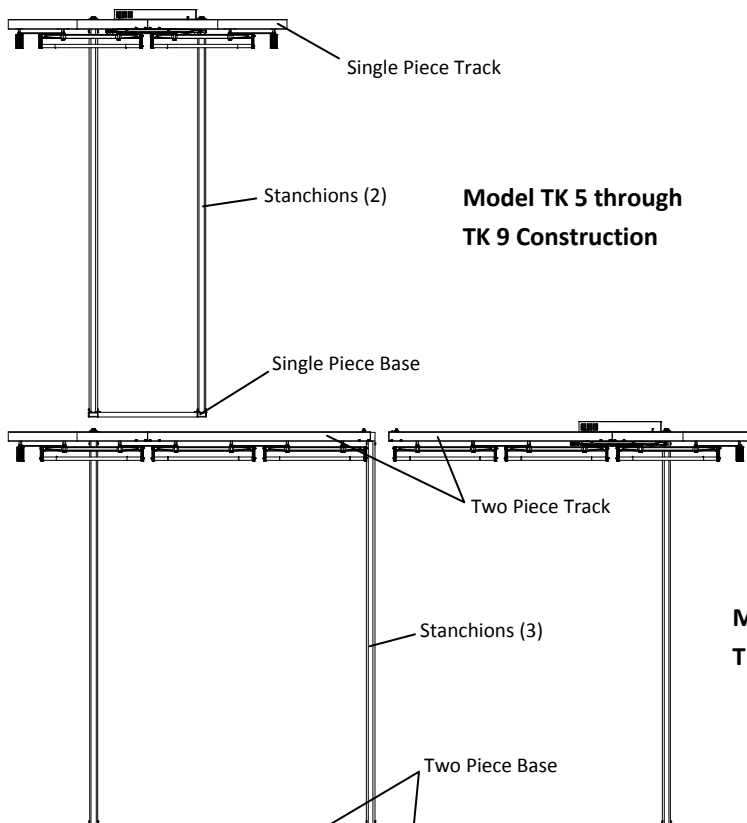 Single Piece Track
Stanchions (2)
Model TK 5 through
TK 9 Construction
Single Piece Base
Two Piece Track
Stanchions (3)
Two Piece Base